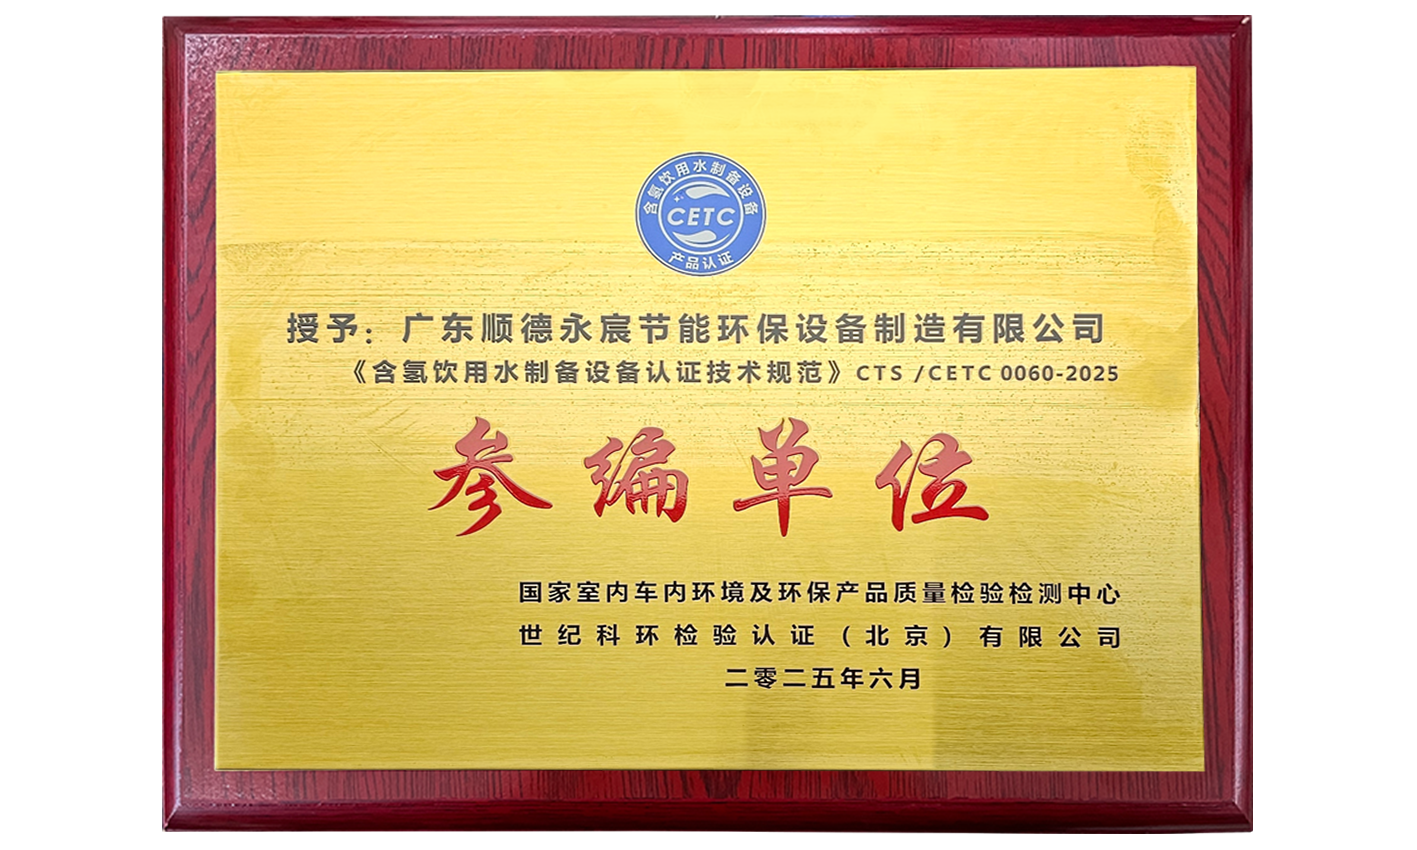 含氢饮用水制备设备
CETC
产品认证
授予：广东顺德永宸节能环保设备制造有限公司
《含氢饮用水制备设备认证技术规范》CTS /CETC 0060-2025
参编单位
国家室内车内环境及环保产品质量检验检测中心
世纪科环检验认证（北京）有限公司
二零二五年六月